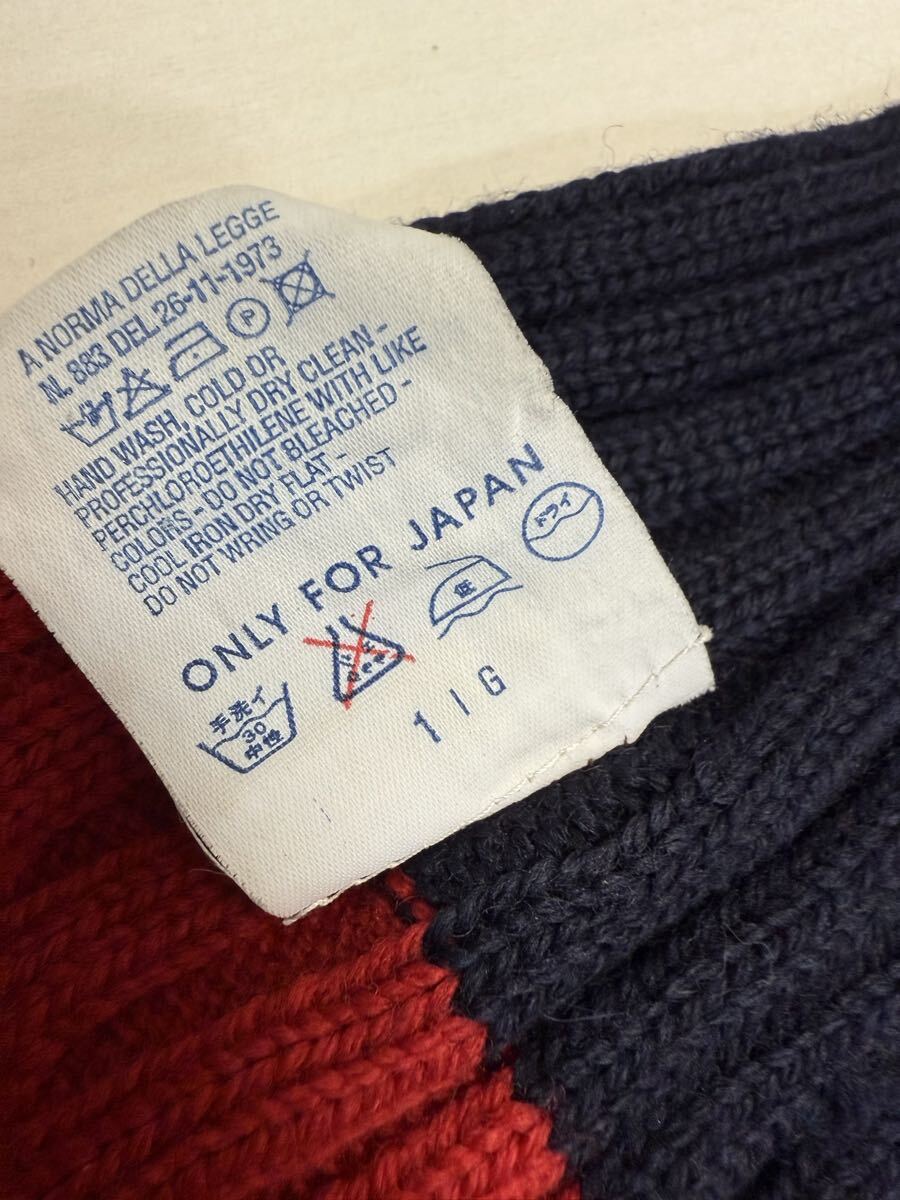 A NORMA DELLA LEGGE
N. 883 DEL 26-11-1973
P
HAND WASH, COLD OR
PROFESSIONALLY DRY CLEAN -
PERCHLOROETHILENE WITH LIKE
COLORS - DO NOT BLEACHED -
COOL IRON DRY FLAT -
DO NOT WRING OR TWIST
ONLY FOR JAPAN
手洗イ
30
中性
低
ドライ
1 I G